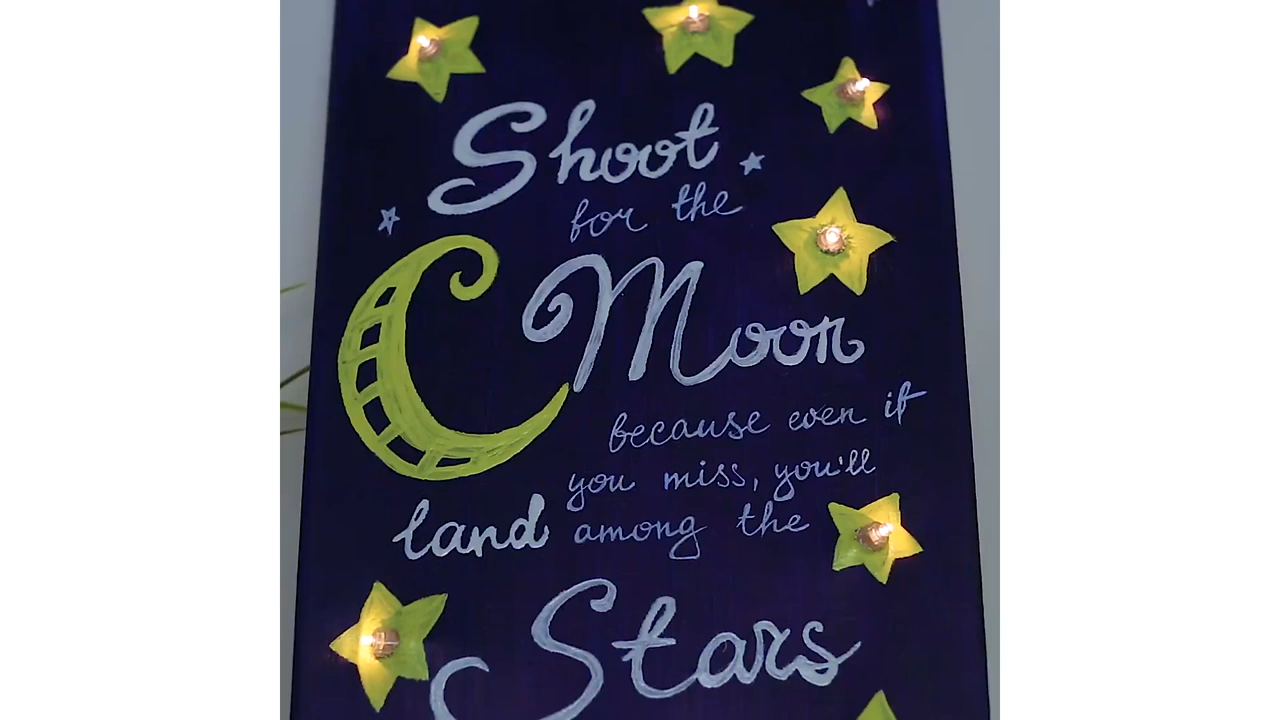 Shoot
for the
Moon
because even if
you miss, you'll
land among the
Stars